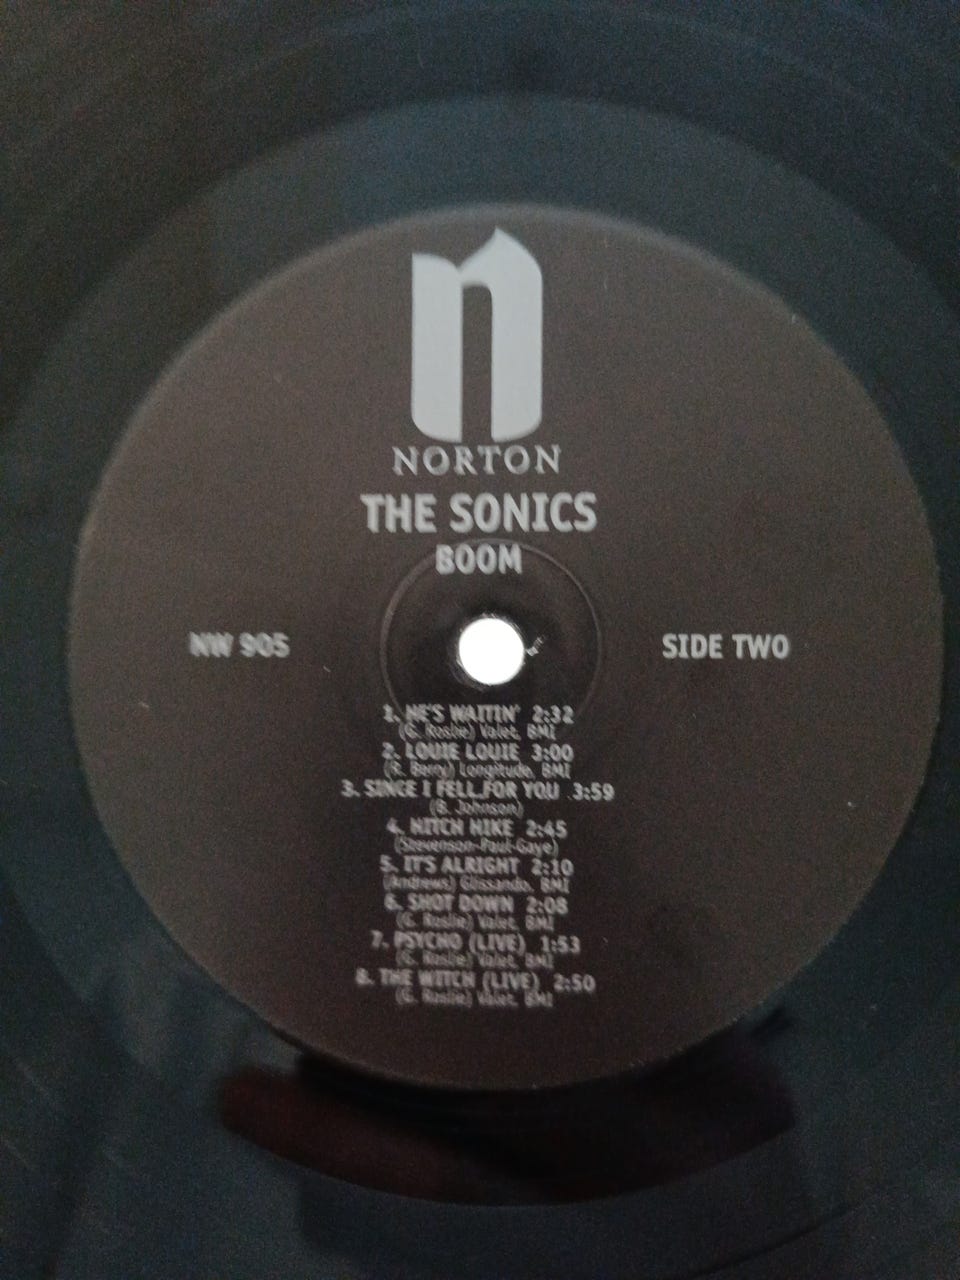 n
NORTON
THE SONICS
BOOM
NW 905
SIDE TWO
1. HE'S WAITIN' 2:32
(G. Roslie) Valet, BMI
2. LOUIE LOUIE 3:00
(R. Berry) Longitude, BMI
3. SINCE I FELL FOR YOU 3:59
(B. Johnson)
4. HITCH HIKE 2:45
(Stevenson-Paul-Gaye)
5. IT'S ALRIGHT 2:10
(Andrews) Glissando, BMI
6. SHOT DOWN 2:08
(G. Roslie) Valet, BMI
7. PSYCHO (LIVE) 1:53
(G. Roslie) Valet, BMI
8. THE WITCH (LIVE) 2:50
(G. Roslie) Valet, BMI